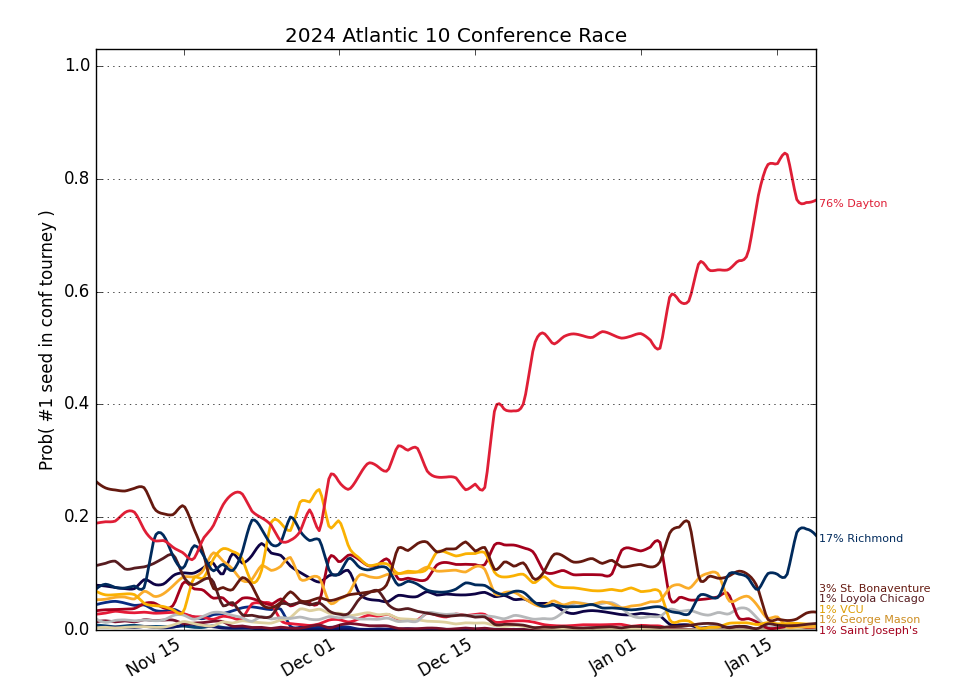 2024 Atlantic 10 Conference Race
Prob( #1 seed in conf tourney )
1.0
0.8
0.6
0.4
0.2
0.0
Nov 15
Dec 01
Dec 15
Jan 01
Jan 15
76% Dayton
17% Richmond
3% St. Bonaventure
1% Loyola Chicago
1% VCU
1% George Mason
1% Saint Joseph's